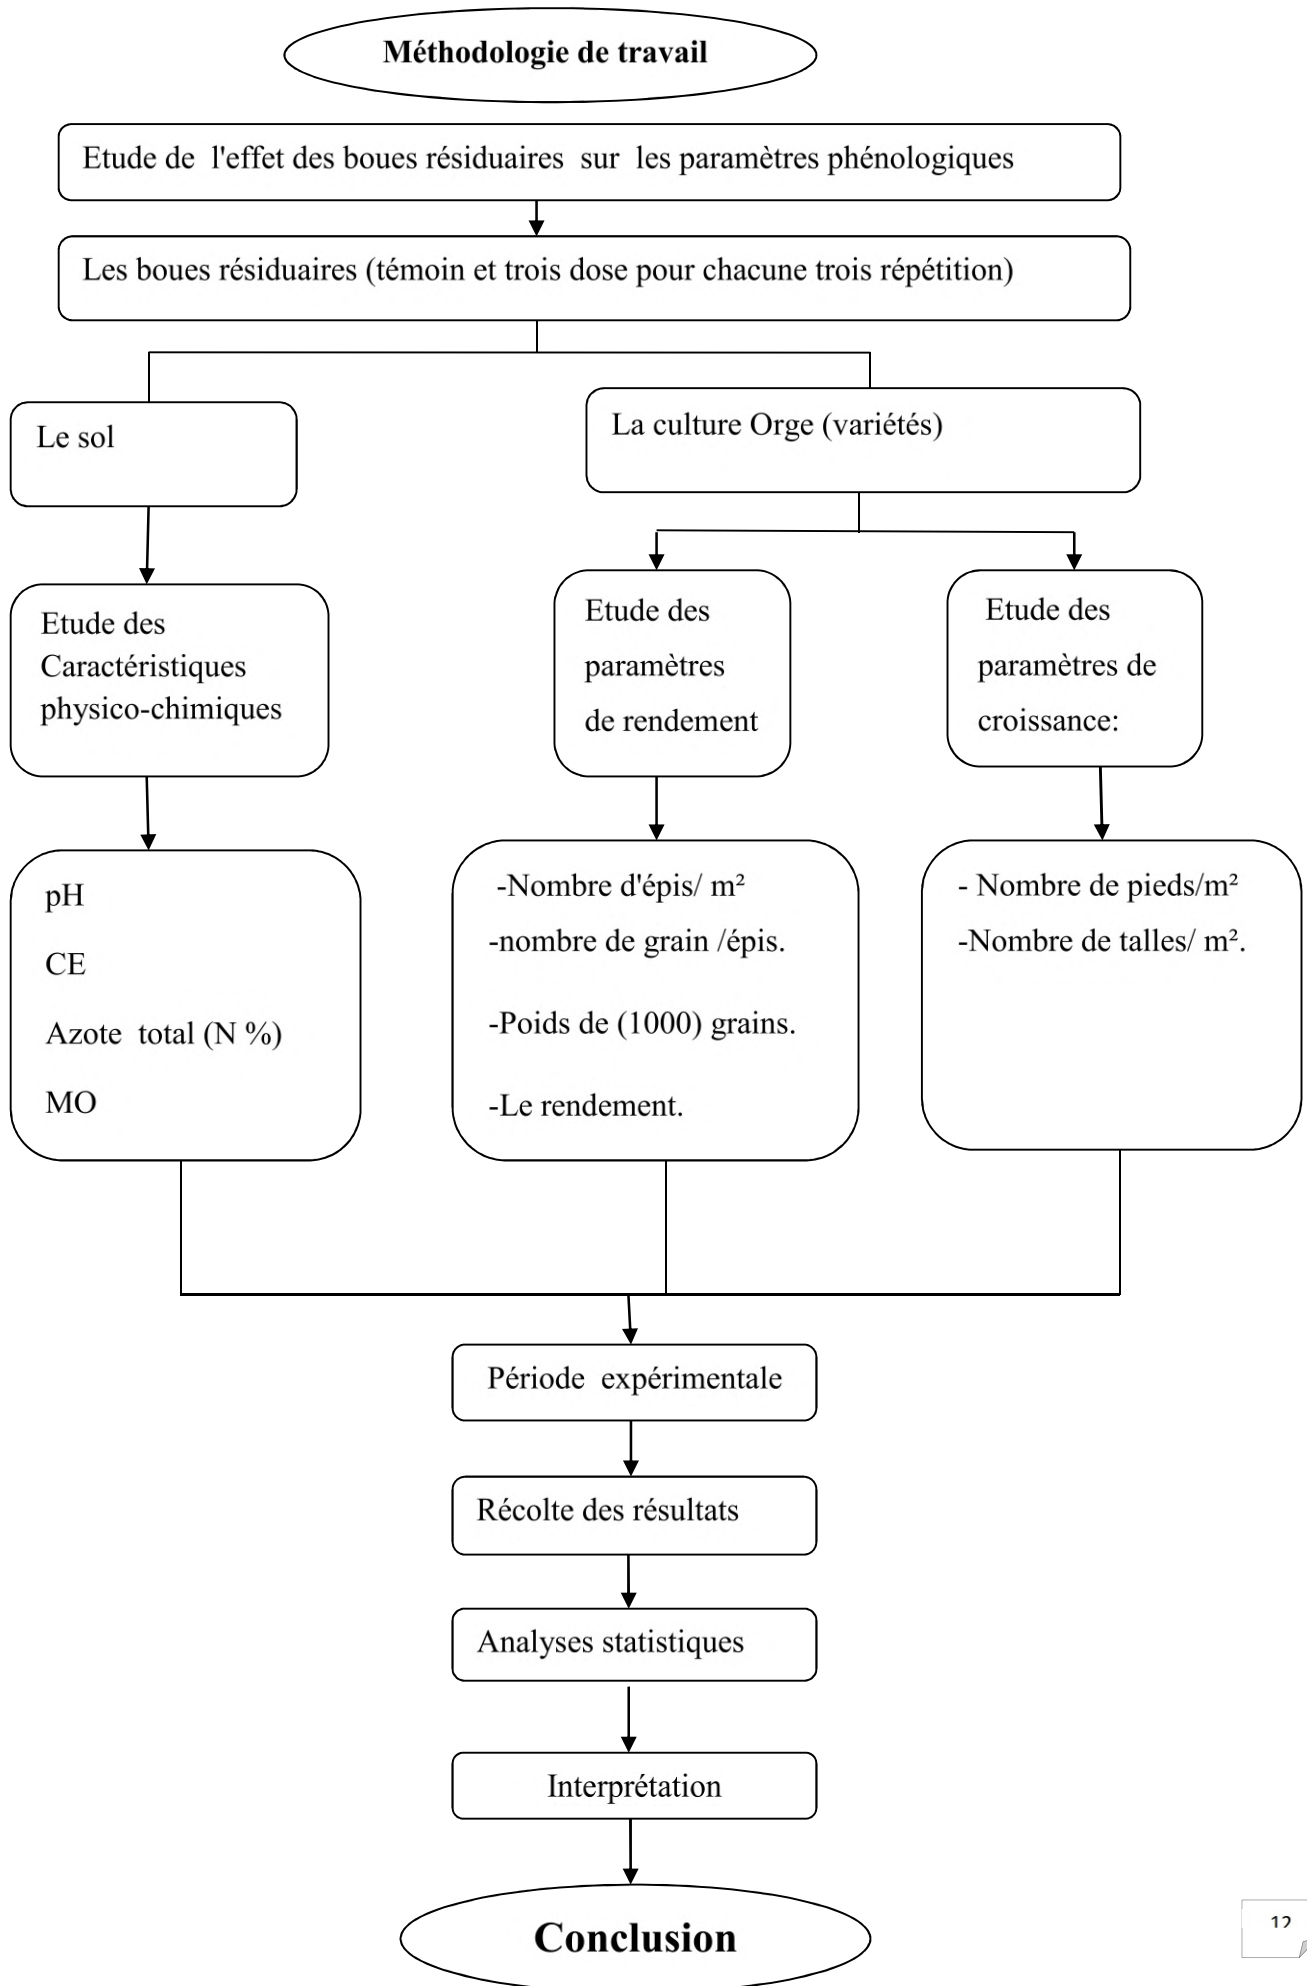 Méthodologie de travail
Etude de l'effet des boues résiduaires sur les paramètres phénologiques
Les boues résiduaires (témoin et trois dose pour chacune trois répétition)
Le sol
La culture Orge (variétés)
Etude des
Caractéristiques
physico-chimiques
Etude des
paramètres
de rendement
Etude des
paramètres de
croissance:
pH
CE
Azote total (N %)
MO
-Nombre d'épis/ m²
-nombre de grain /épis.
-Poids de (1000) grains.
-Le rendement.
- Nombre de pieds/m²
-Nombre de talles/ m².
Période expérimentale
Récolte des résultats
Analyses statistiques
Interprétation
Conclusion
12